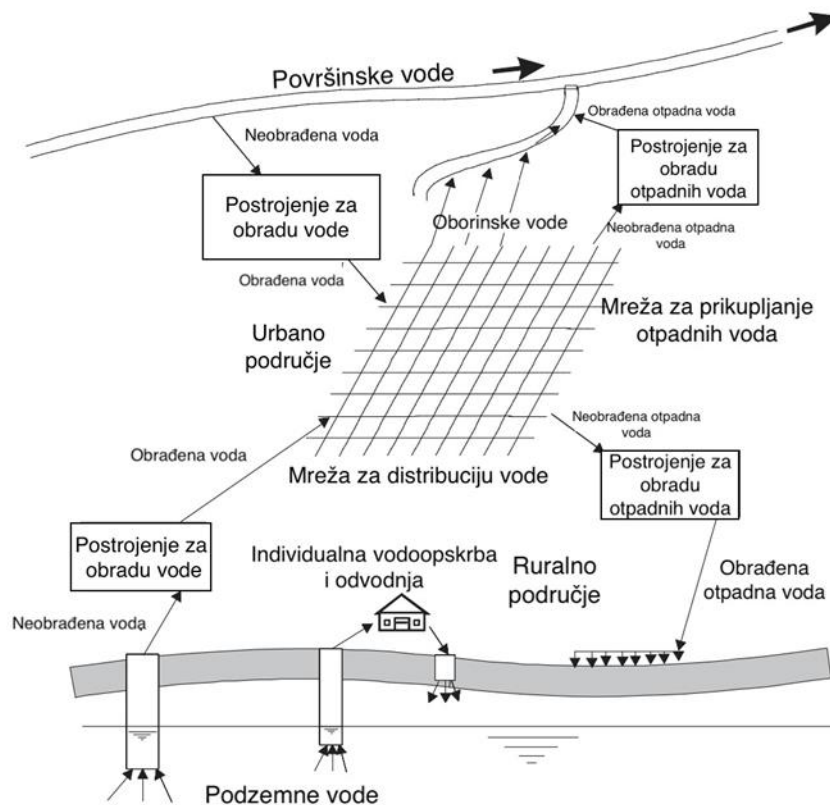 Površinske vode
Obrađena otpadna voda
Neobrađena voda
Postrojenje za
obradu
otpadnih voda
Postrojenje za
obradu vode
Oborinske vode
Neobrađena otpadna
voda
Obrađena voda
Mreža za prikupljanje
otpadnih voda
Urbano
područje
Neobrađena otpadna
voda
Obrađena voda
Mreža za distribuciju vode
Postrojenje za
obradu
otpadnih voda
Postrojenje za
obradu vode
Individualna vodoopskrba
i odvodnja
Ruralno
područje
Obrađena
otpadna voda
Neobrađena voda
Podzemne vode